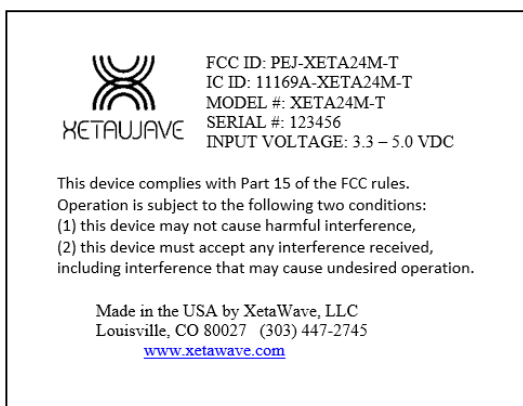 FCC ID: PEJ-XETA24M-T
IC ID: 11169A-XETA24M-T
MODEL #: XETA24M-T
SERIAL #: 123456
INPUT VOLTAGE: 3.3 – 5.0 VDC
XETAWAVE
This device complies with Part 15 of the FCC rules.
Operation is subject to the following two conditions:
(1) this device may not cause harmful interference,
(2) this device must accept any interference received,
including interference that may cause undesired operation.
Made in the USA by XetaWave, LLC
Louisville, CO 80027 (303) 447-2745
www.xetawave.com